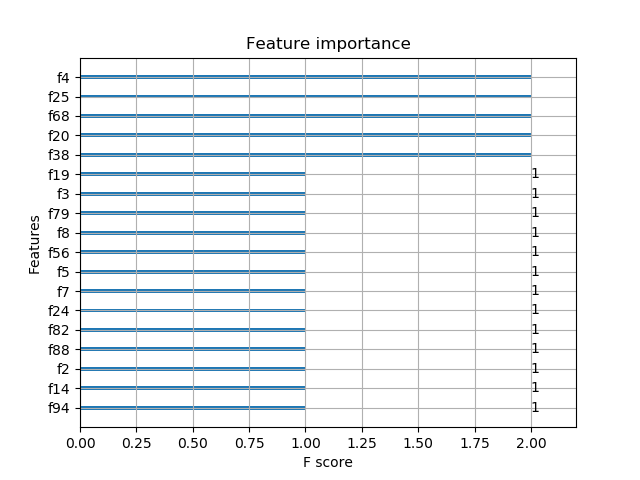 Feature importance
f4
f25
f68
f20
f38
f19 1
f3 1
f79 1
f8 1
f56 1
f5 1
f7 1
f24 1
f82 1
f88 1
f2 1
f14 1
f94 1
Features
0.00 0.25 0.50 0.75 1.00 1.25 1.50 1.75 2.00
F score